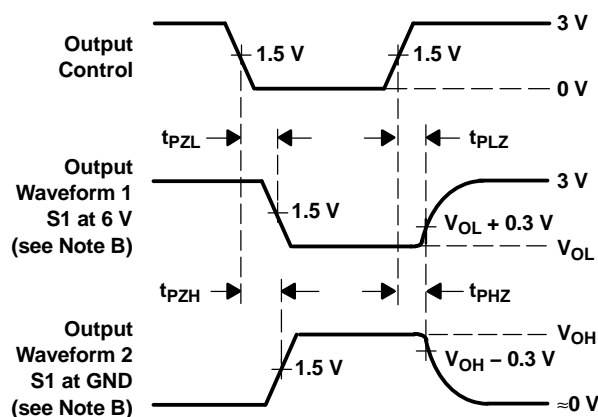 Output
Control
3 V
1.5 V
1.5 V
0 V
tPZL
tPLZ
Output
Waveform 1
S1 at 6 V
(see Note B)
3 V
1.5 V
VOL + 0.3 V
VOL
tPZH
tPHZ
Output
Waveform 2
S1 at GND
(see Note B)
VOH
1.5 V
VOH − 0.3 V
≈0 V